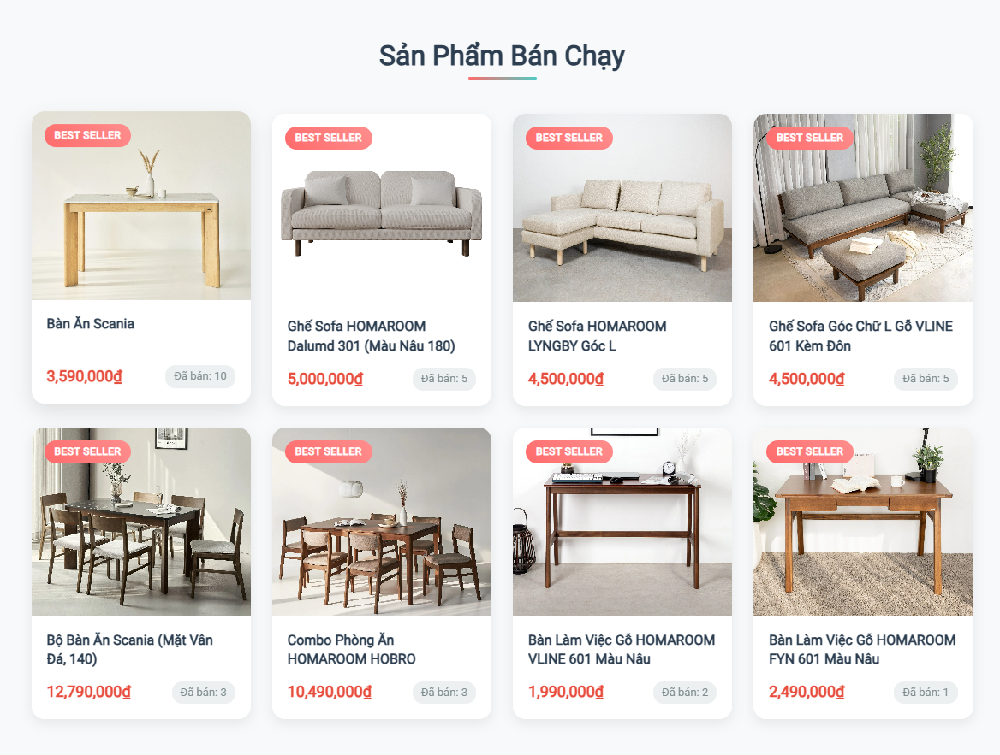 Sản Phẩm Bán Chạy
BEST SELLER
Bàn Ăn Scania
3,590,000₫
Đã bán: 10
BEST SELLER
Ghế Sofa HOMAROOM
Dalumd 301 (Màu Nâu 180)
5,000,000₫
Đã bán: 5
BEST SELLER
Ghế Sofa HOMAROOM
LYNGBY Góc L
4,500,000₫
Đã bán: 5
BEST SELLER
Ghế Sofa Góc Chữ L Gỗ VLINE
601 Kèm Đôn
4,500,000₫
Đã bán: 5
BEST SELLER
Bộ Bàn Ăn Scania (Mặt Vân
Đá, 140)
12,790,000₫
Đã bán: 3
BEST SELLER
Combo Phòng Ăn
HOMAROOM HOBRO
10,490,000₫
Đã bán: 3
BEST SELLER
Bàn Làm Việc Gỗ HOMAROOM
VLINE 601 Màu Nâu
1,990,000₫
Đã bán: 2
BEST SELLER
Bàn Làm Việc Gỗ HOMAROOM
FYN 601 Màu Nâu
2,490,000₫
Đã bán: 1